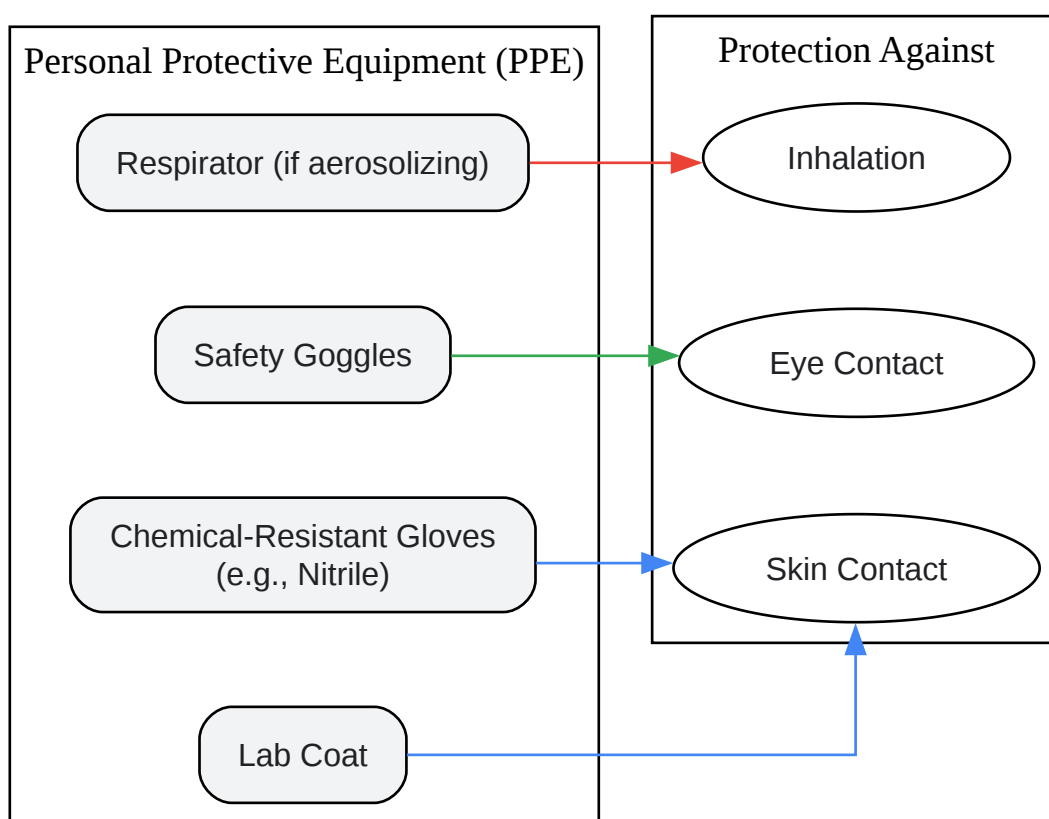 Personal Protective Equipment (PPE)
Respirator (if aerosolizing)
Safety Goggles
Chemical-Resistant Gloves
(e.g., Nitrile)
Lab Coat
Protection Against
Inhalation
Eye Contact
Skin Contact